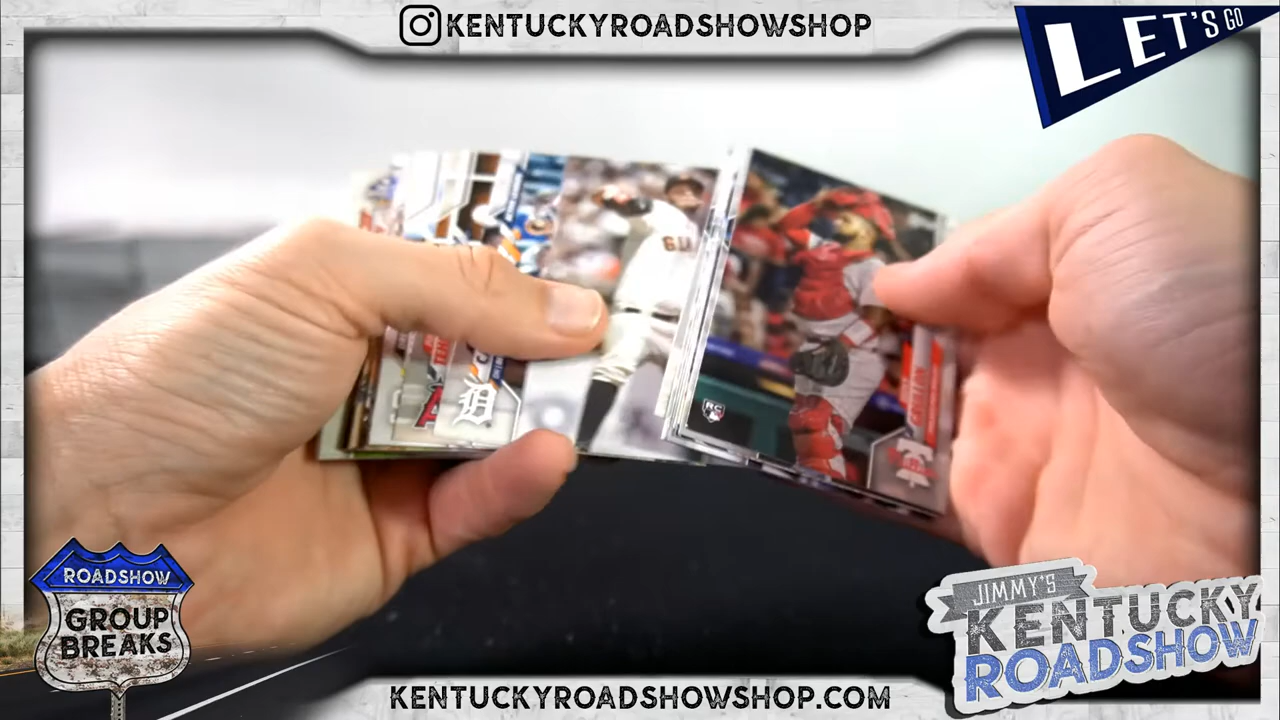 KENTUCKYROADSHOWSHOP
LET'S GO
RC
ROADSHOW
GROUP
BREAKS
JIMMY'S
KENTUCKY
ROADSHOW
KENTUCKYROADSHOWSHOP.COM